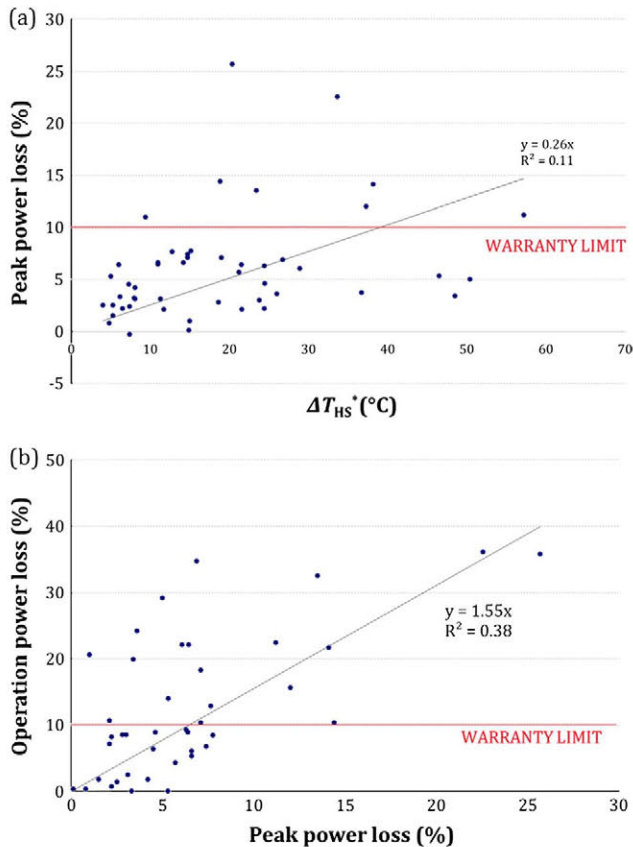 (a)
30
25
20
15
10
5
0
-5
Peak power loss (%)
0 10 20 30 40 50 60 70
y = 0.26x
R² = 0.11
WARRANTY LIMIT
ΔT_HS* (°C)
(b)
50
40
30
20
10
0
Operation power loss (%)
y = 1.55x
R² = 0.38
WARRANTY LIMIT
0 5 10 15 20 25 30
Peak power loss (%)